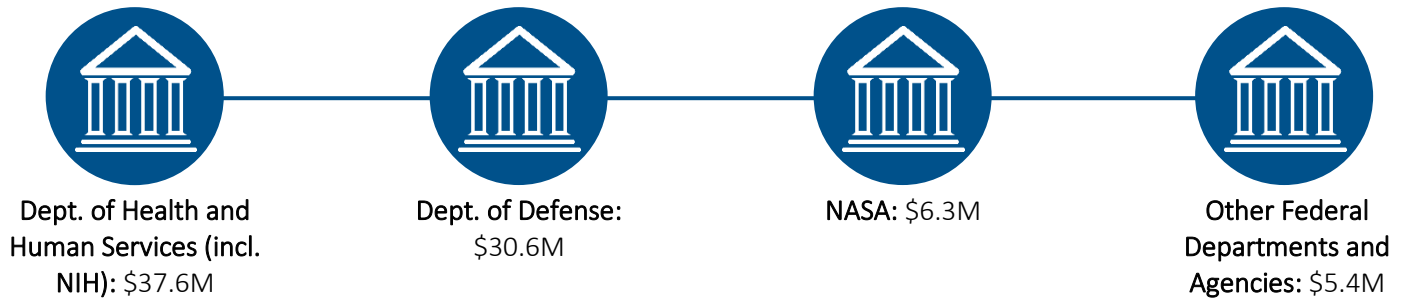 Dept. of Health and
Human Services (incl.
NIH): $37.6M
Dept. of Defense:
$30.6M
NASA: $6.3M
Other Federal
Departments and
Agencies: $5.4M